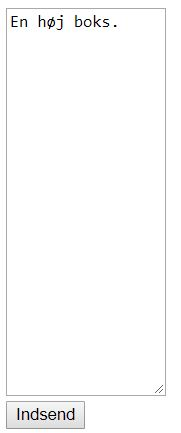 En høj boks.
Indsend